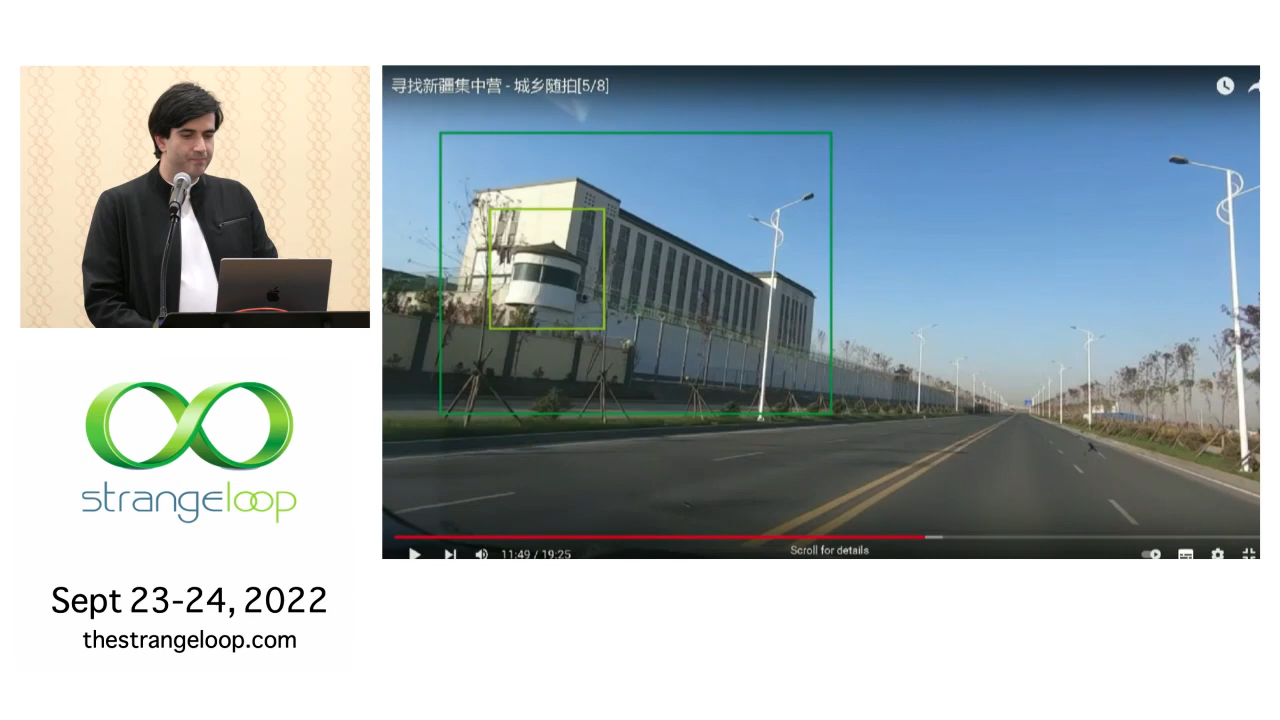 寻找新疆集中营 - 城乡随拍[5/8]
11:49 / 19:25
Scroll for details
strangeloop
Sept 23-24, 2022
thestrangeloop.com